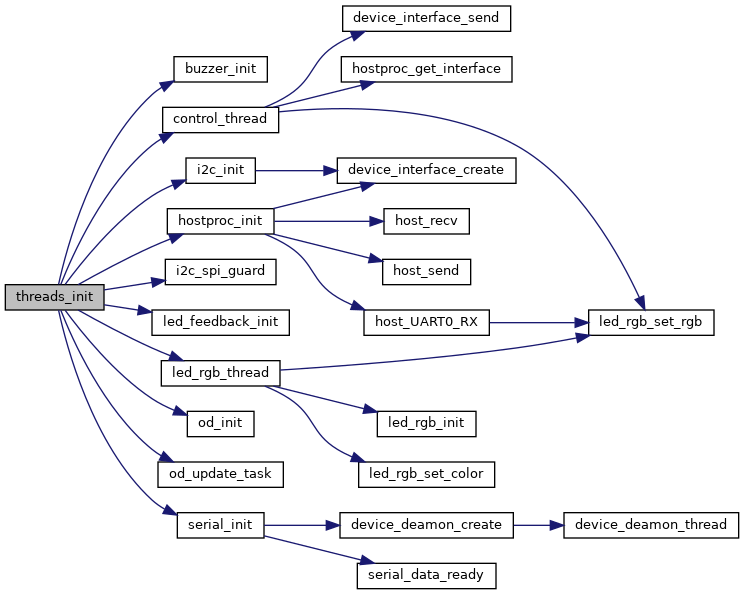 device_interface_send
buzzer_init
hostproc_get_interface
control_thread
i2c_init
device_interface_create
hostproc_init
host_recv
i2c_spi_guard
host_send
threads_init
led_feedback_init
host_UART0_RX
led_rgb_set_rgb
led_rgb_thread
od_init
led_rgb_init
od_update_task
led_rgb_set_color
serial_init
device_deamon_create
device_deamon_thread
serial_data_ready